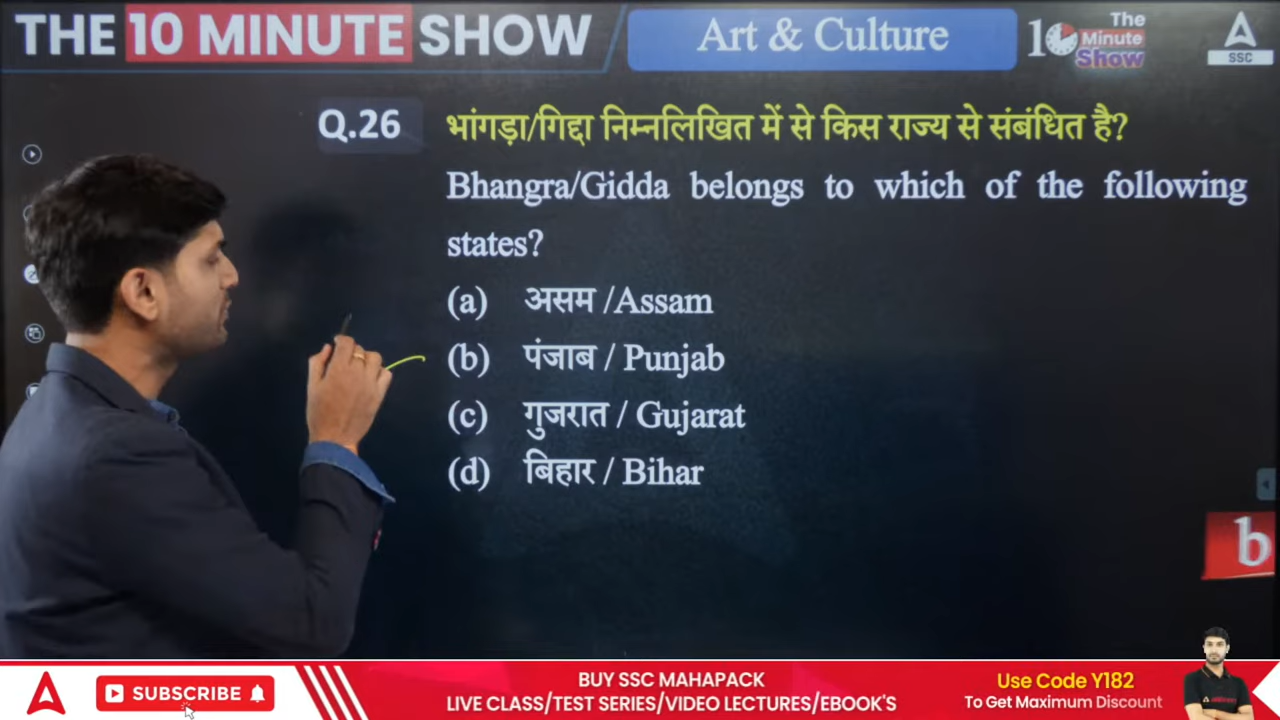 THE 10 MINUTE SHOW
Art & Culture
10 The Minute Show
SSC
Q.26 भांगड़ा/गिद्दा निम्नलिखित में से किस राज्य से संबंधित है?
Bhangra/Gidda belongs to which of the following
states?
(a) असम /Assam
(b) पंजाब / Punjab
(c) गुजरात / Gujarat
(d) बिहार / Bihar
b
SUBSCRIBE
BUY SSC MAHAPACK
LIVE CLASS/TEST SERIES/VIDEO LECTURES/EBOOK'S
Use Code Y182
To Get Maximum Discount